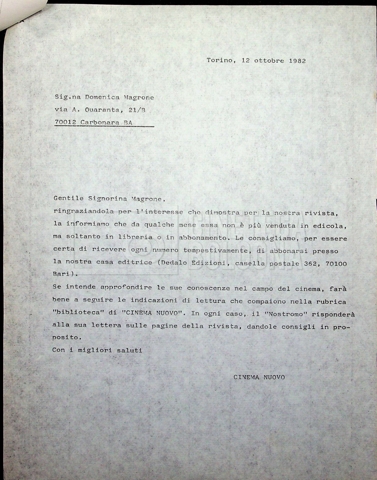 Torino, 12 ottobre 1982
Sig.na Domenica Magrone
via A. Quaranta, 21/B
70012 Carbonara BA
Gentile Signorina Magrone,
ringraziandola per l'interesse che dimostra per la nostra rivista,
la informiamo che da qualche mese essa non è più venduta in edicola,
ma soltanto in libreria o in abbonamento. Le consigliamo, per essere
certa di ricevere ogni numero tempestivamente, di abbonarsi presso
la nostra casa editrice (Dedalo Edizioni, casella postale 362, 70100
Bari).
Se intende approfondire le sue conoscenze nel campo del cinema, farà
bene a seguire le indicazioni di lettura che compaiono nella rubrica
"biblioteca" di "CINEMA NUOVO". In ogni caso, il "Nostromo" risponderà
alla sua lettera sulle pagine della rivista, dandole consigli in pro-
posito.
Con i migliori saluti
CINEMA NUOVO